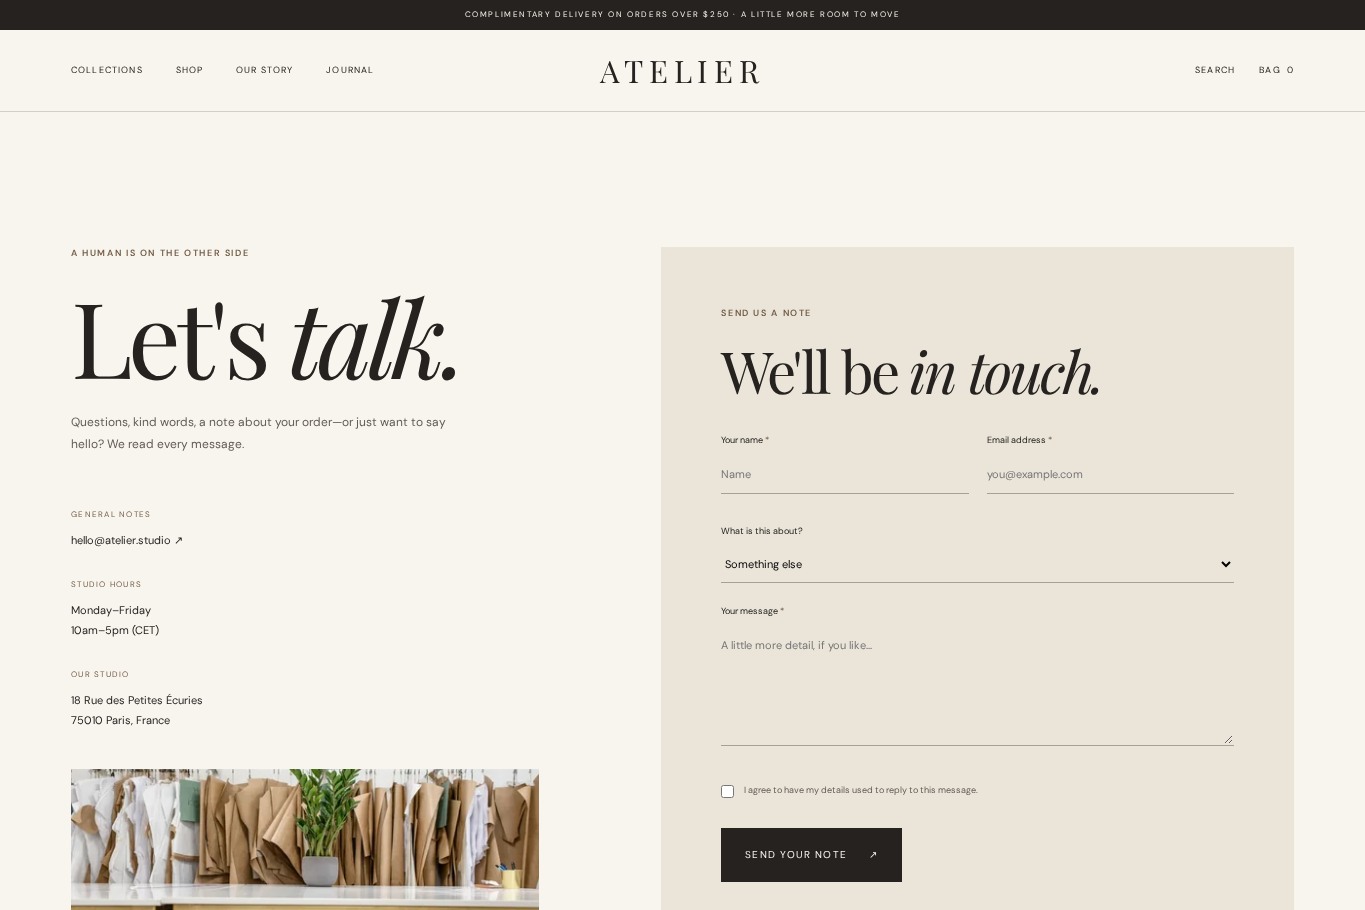 COMPLIMENTARY DELIVERY ON ORDERS OVER $250 · A LITTLE MORE ROOM TO MOVE
COLLECTIONS SHOP OUR STORY JOURNAL
ATELIER
SEARCH BAG 0
A HUMAN IS ON THE OTHER SIDE
Let's talk.
Questions, kind words, a note about your order—or just want to say
hello? We read every message.
GENERAL NOTES
hello@atelier.studio ↗
STUDIO HOURS
Monday–Friday
10am–5pm (CET)
OUR STUDIO
18 Rue des Petites Écuries
75010 Paris, France
SEND US A NOTE
We'll be in touch.
Your name * Email address *
Name you@example.com
What is this about?
Something else
Your message *
A little more detail, if you like…
I agree to have my details used to reply to this message.
SEND YOUR NOTE ↗